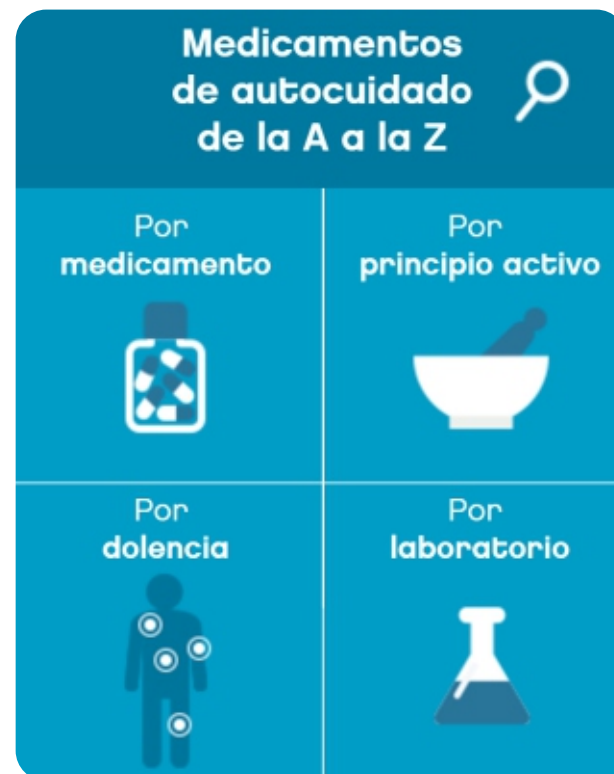 Medicamentos
de autocuidado
de la A a la Z
Por
medicamento
Por
principio activo
Por
dolencia
Por
laboratorio